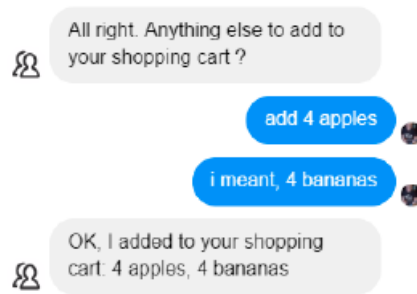 All right. Anything else to add to
your shopping cart ?
add 4 apples
i meant, 4 bananas
OK, I added to your shopping
cart: 4 apples, 4 bananas